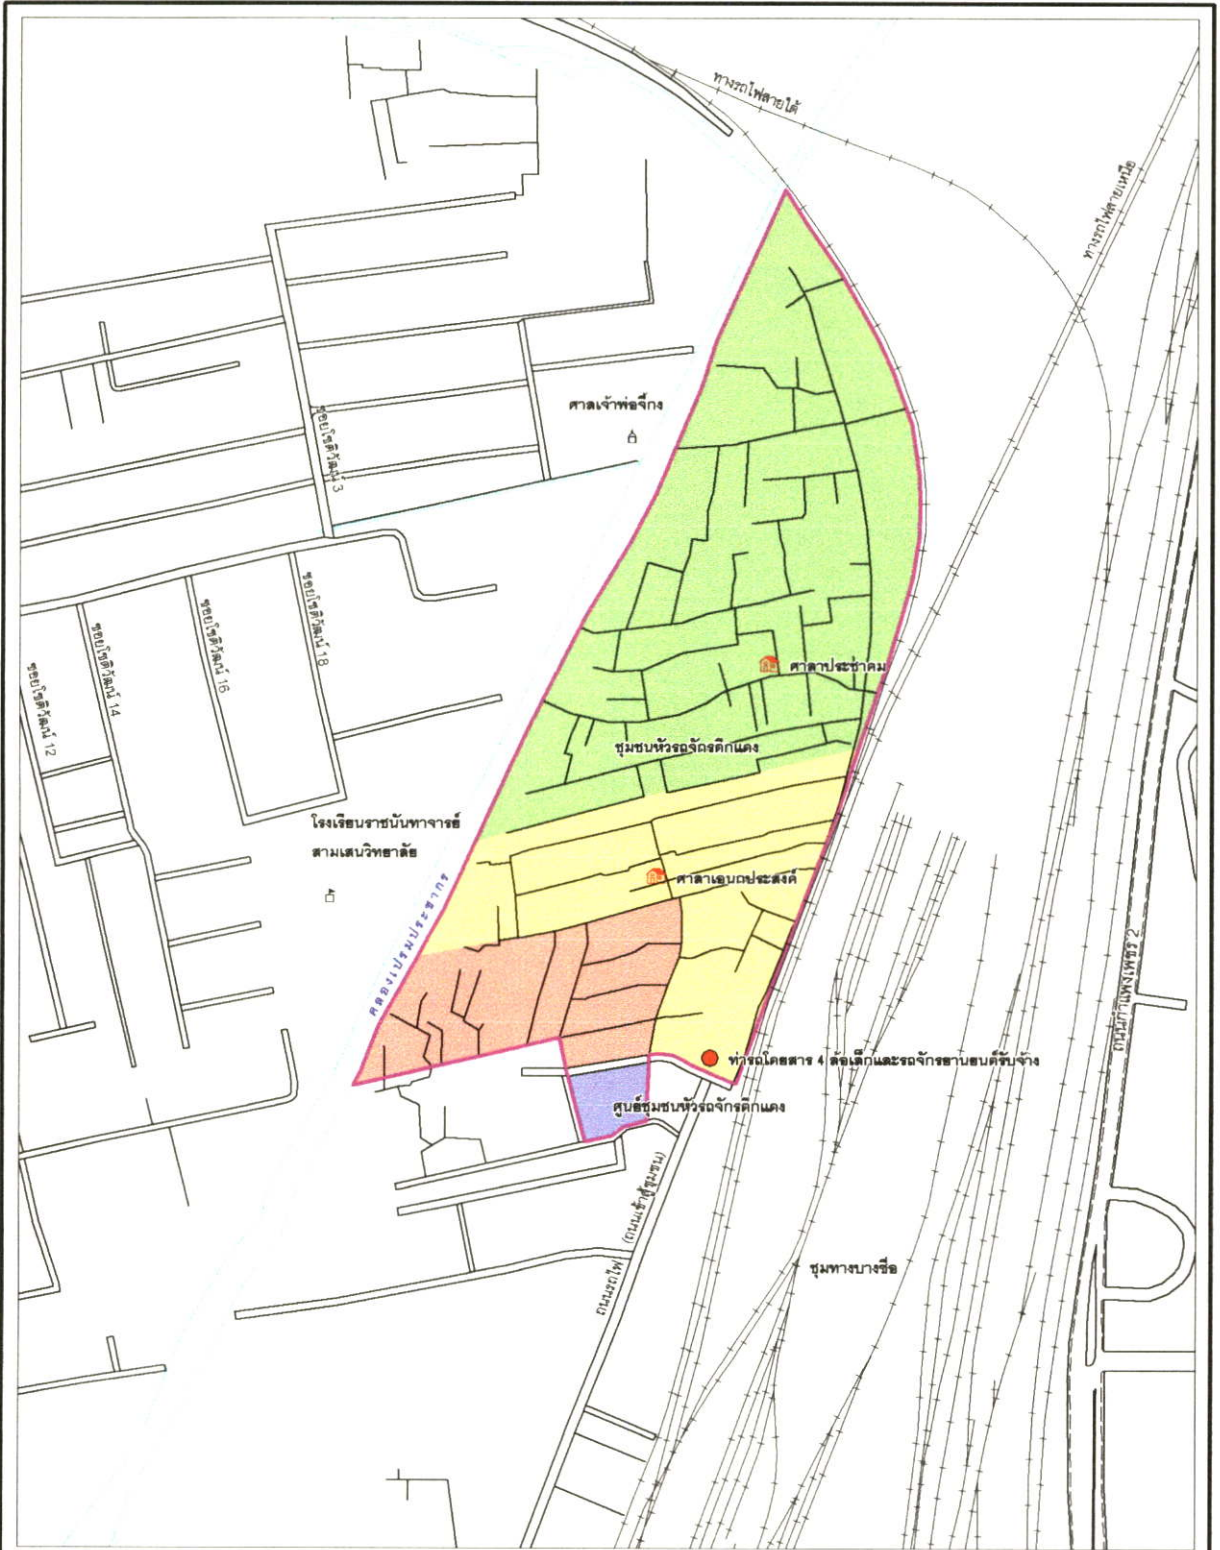 ทางรถไฟสายใต้
ทางรถไฟสายเหนือ
ศาลเจ้าพ่อจิ้กง
ซอยโชติวัฒน์ 3
ซอยโชติวัฒน์ 18
ซอยโชติวัฒน์ 16
ซอยโชติวัฒน์ 14
ซอยโชติวัฒน์ 12
ศาลาประชาคม
ชุมชนหัวรถจักรตึกแดง
โรงเรียนราชนันทาจารย์
สามเสนวิทยาลัย
ศาลาเอนกประสงค์
คลองเปรมประชากร
ถนนกำแพงเพชร 2
ท่ารถโดยสาร 4 ล้อเล็กและรถจักรยานยนต์รับจ้าง
ศูนย์ชุมชนหัวรถจักรตึกแดง
ถนนรถไฟ (ถนนเข้าสู่ชุมชน)
ชุมทางบางซื่อ